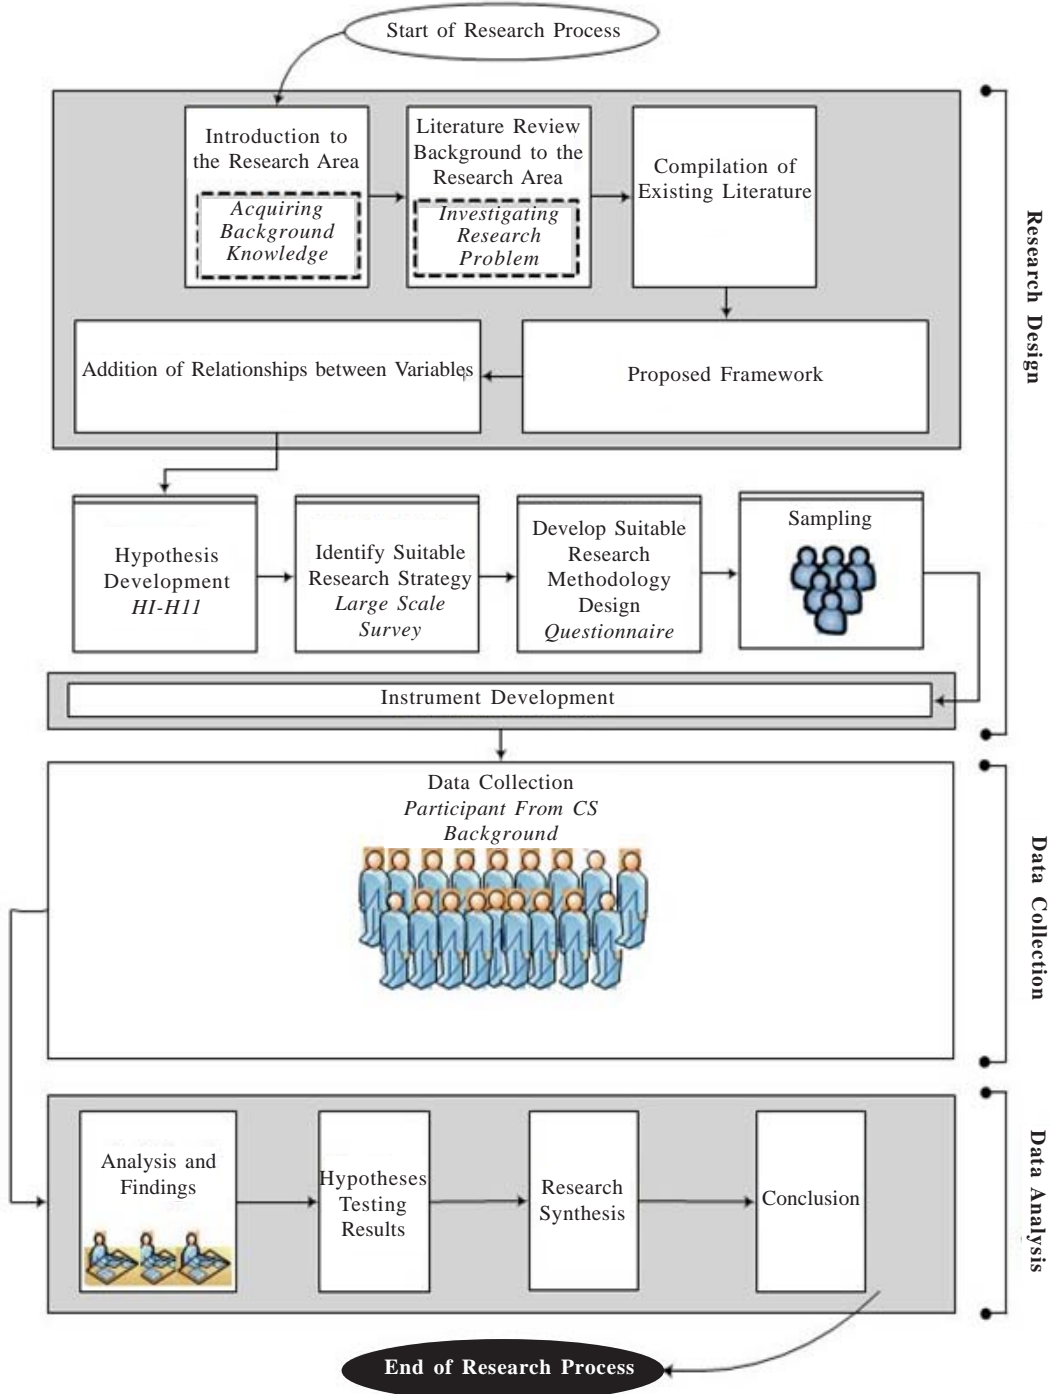 Start of Research Process
Introduction to
the Research Area
Acquiring
Background
Knowledge
Literature Review
Background to the
Research Area
Investigating
Research
Problem
Compilation of
Existing Literature
Research Design
Addition of Relationships between Variables
Proposed Framework
Hypothesis
Development
HI-H11
Identify Suitable
Research Strategy
Large Scale
Survey
Develop Suitable
Research
Methodology
Design
Questionnaire
Sampling
Instrument Development
Data Collection
Participant From CS
Background
Data Collection
Analysis and
Findings
Hypotheses
Testing
Results
Research
Synthesis
Conclusion
Data Analysis
End of Research Process